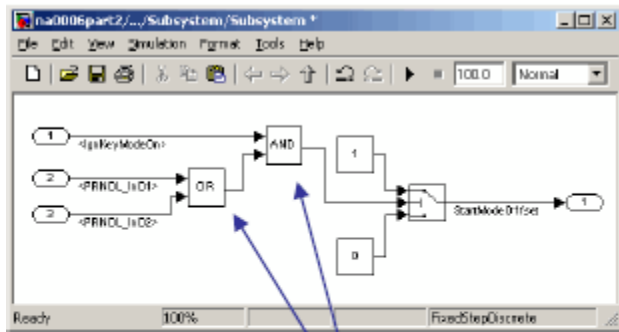 na0006part2/.../Subsystem/Subsystem *
File Edit View Simulation Format Tools Help
100.0 Normal
1 <IgnKeyModeOn> AND 1
2 <PRNDL_InD1> OR
3 <PRNDL_InD2>
StartModeOffset 1
0
Ready 100% FixedStepDiscrete